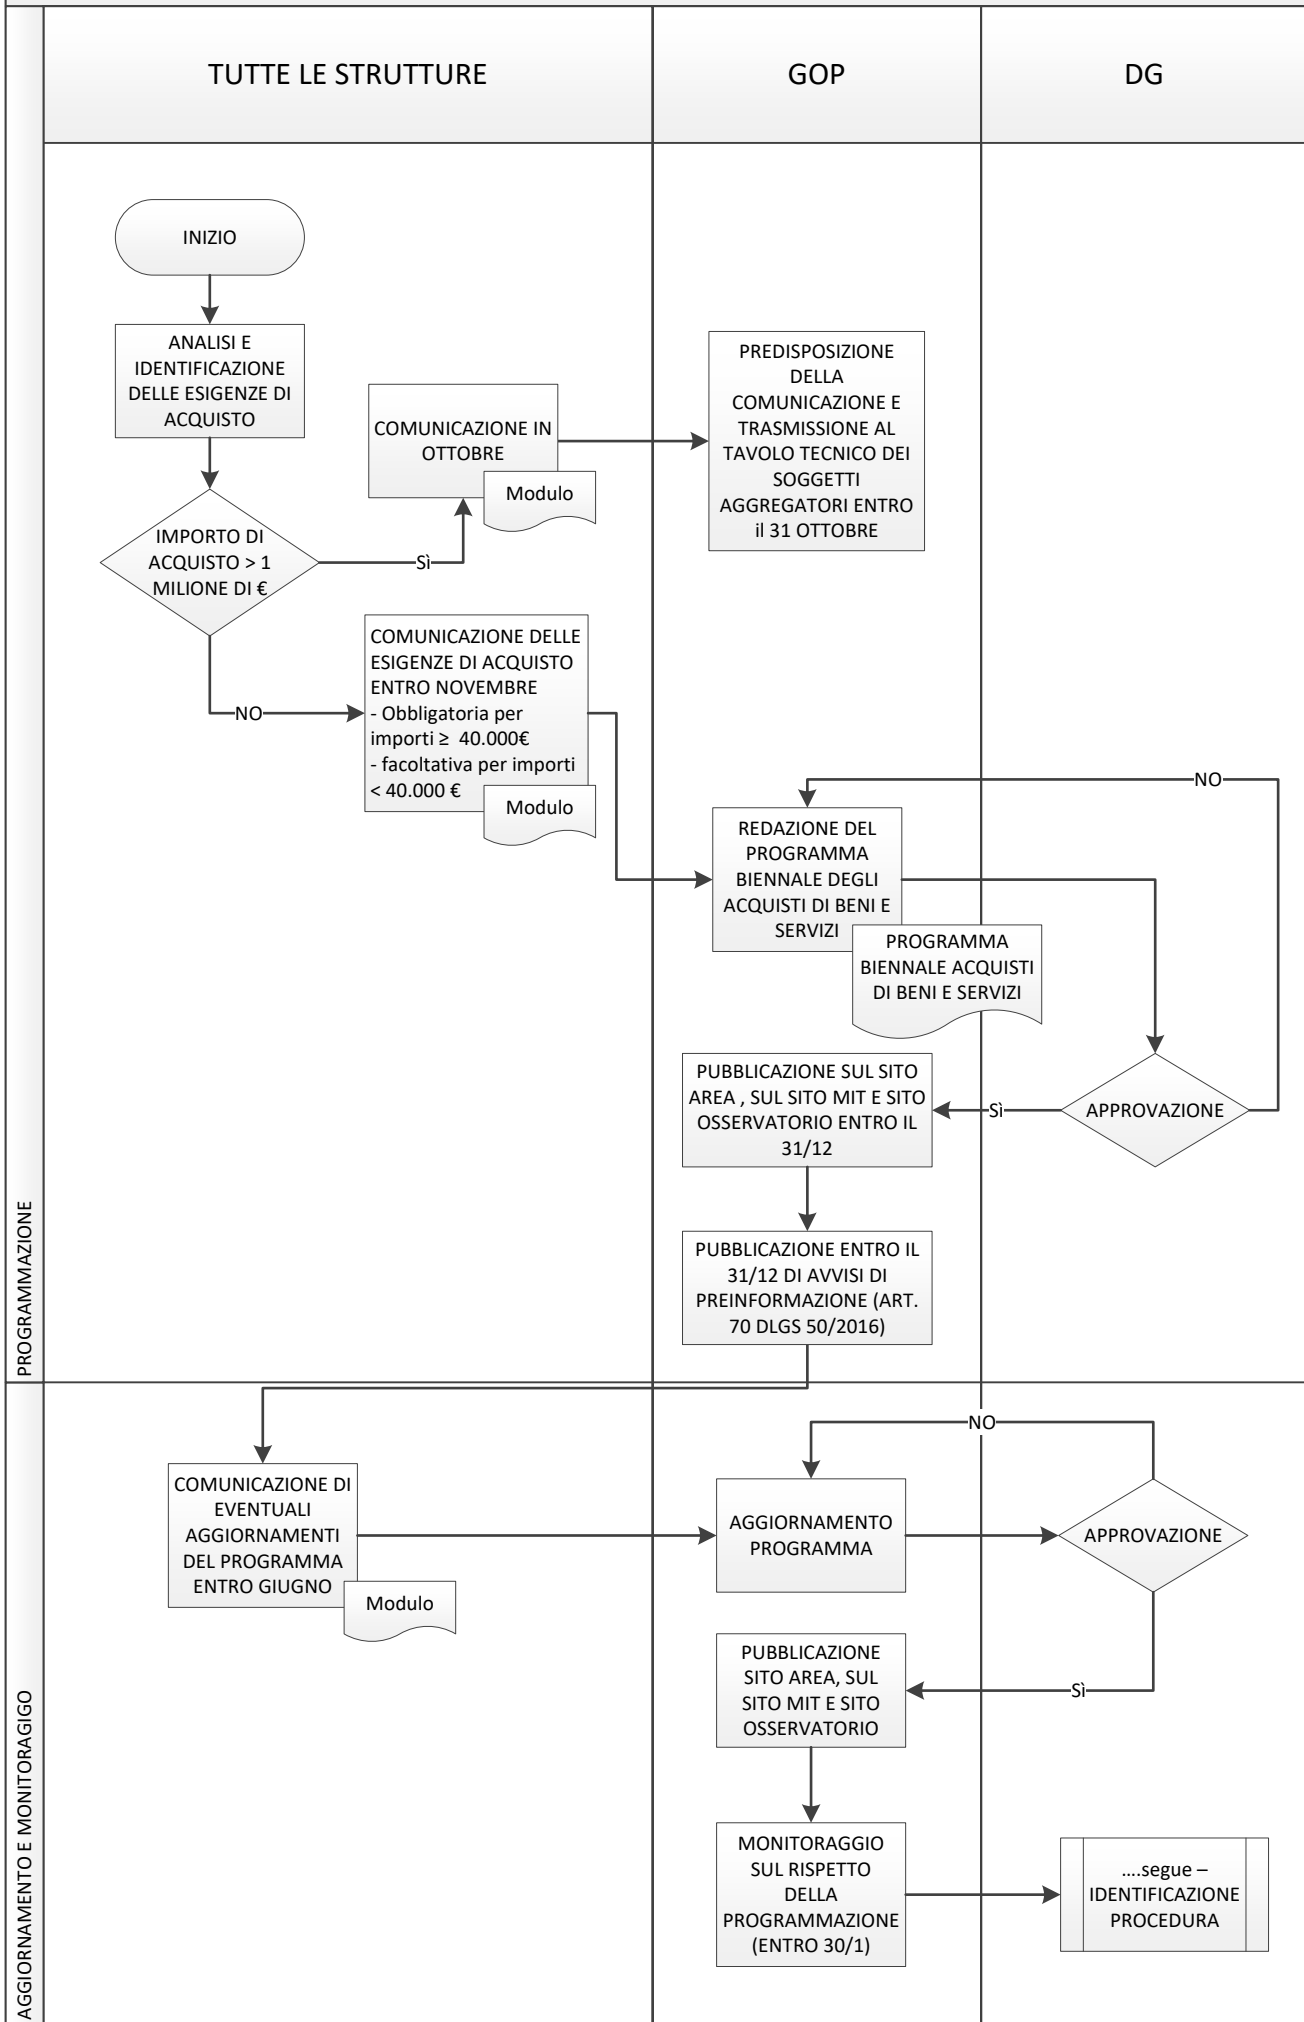 TUTTE LE STRUTTURE
GOP
DG
INIZIO
ANALISI E
IDENTIFICAZIONE
DELLE ESIGENZE DI
ACQUISTO
COMUNICAZIONE IN
OTTOBRE
Modulo
PREDISPOSIZIONE
DELLA
COMUNICAZIONE E
TRASMISSIONE AL
TAVOLO TECNICO DEI
SOGGETTI
AGGREGATORI ENTRO
il 31 OTTOBRE
IMPORTO DI
ACQUISTO > 1
MILIONE DI €
Sì
NO
COMUNICAZIONE DELLE
ESIGENZE DI ACQUISTO
ENTRO NOVEMBRE
- Obbligatoria per
importi ≥ 40.000€
- facoltativa per importi
< 40.000 €
Modulo
NO
REDAZIONE DEL
PROGRAMMA
BIENNALE DEGLI
ACQUISTI DI BENI E
SERVIZI
PROGRAMMA
BIENNALE ACQUISTI
DI BENI E SERVIZI
APPROVAZIONE
Sì
PUBBLICAZIONE SUL SITO
AREA , SUL SITO MIT E SITO
OSSERVATORIO ENTRO IL
31/12
PUBBLICAZIONE ENTRO IL
31/12 DI AVVISI DI
PREINFORMAZIONE (ART.
70 DLGS 50/2016)
PROGRAMMAZIONE
NO
COMUNICAZIONE DI
EVENTUALI
AGGIORNAMENTI
DEL PROGRAMMA
ENTRO GIUGNO
Modulo
AGGIORNAMENTO
PROGRAMMA
APPROVAZIONE
Sì
PUBBLICAZIONE
SITO AREA, SUL
SITO MIT E SITO
OSSERVATORIO
MONITORAGGIO
SUL RISPETTO
DELLA
PROGRAMMAZIONE
(ENTRO 30/1)
....segue –
IDENTIFICAZIONE
PROCEDURA
AGGIORNAMENTO E MONITORAGIGO